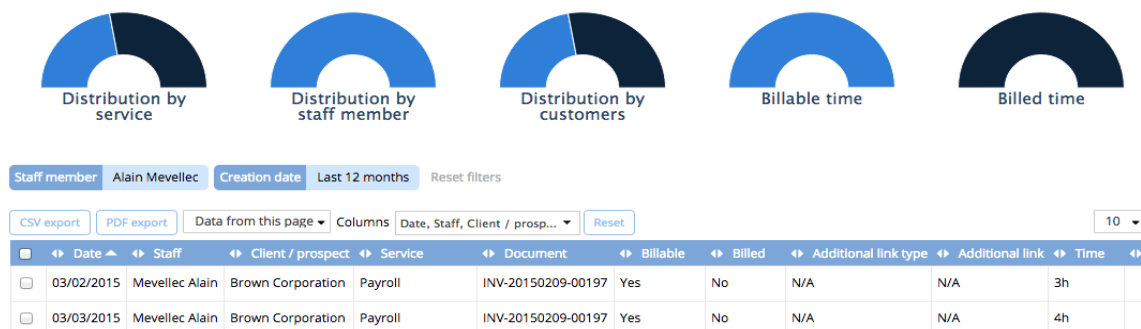 Distribution by service
Distribution by staff member
Distribution by customers
Billable time
Billed time
Staff member Alain Mevellec Creation date Last 12 months Reset filters
CSV export PDF export Data from this page Columns Date, Staff, Client / prosp... Reset 10
Date Staff Client / prospect Service Document Billable Billed Additional link type Additional link Time
03/02/2015 Mevellec Alain Brown Corporation Payroll INV-20150209-00197 Yes No N/A N/A 3h
03/03/2015 Mevellec Alain Brown Corporation Payroll INV-20150209-00197 Yes No N/A N/A 4h